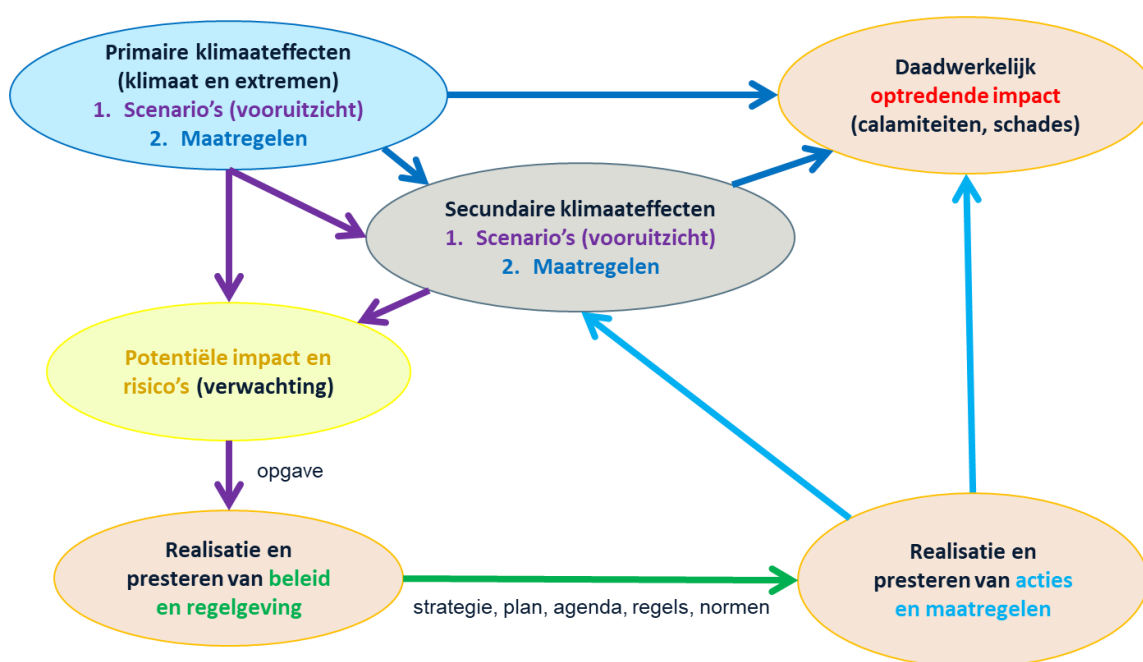 Primaire klimaateffecten
(klimaat en extremen)
1. Scenario's (vooruitzicht)
2. Maatregelen
Daadwerkelijk
optredende impact
(calamiteiten, schades)
Secundaire klimaateffecten
1. Scenario's (vooruitzicht)
2. Maatregelen
Potentiële impact en
risico's (verwachting)
opgave
Realisatie en
presteren van beleid
en regelgeving
strategie, plan, agenda, regels, normen
Realisatie en
presteren van acties
en maatregelen